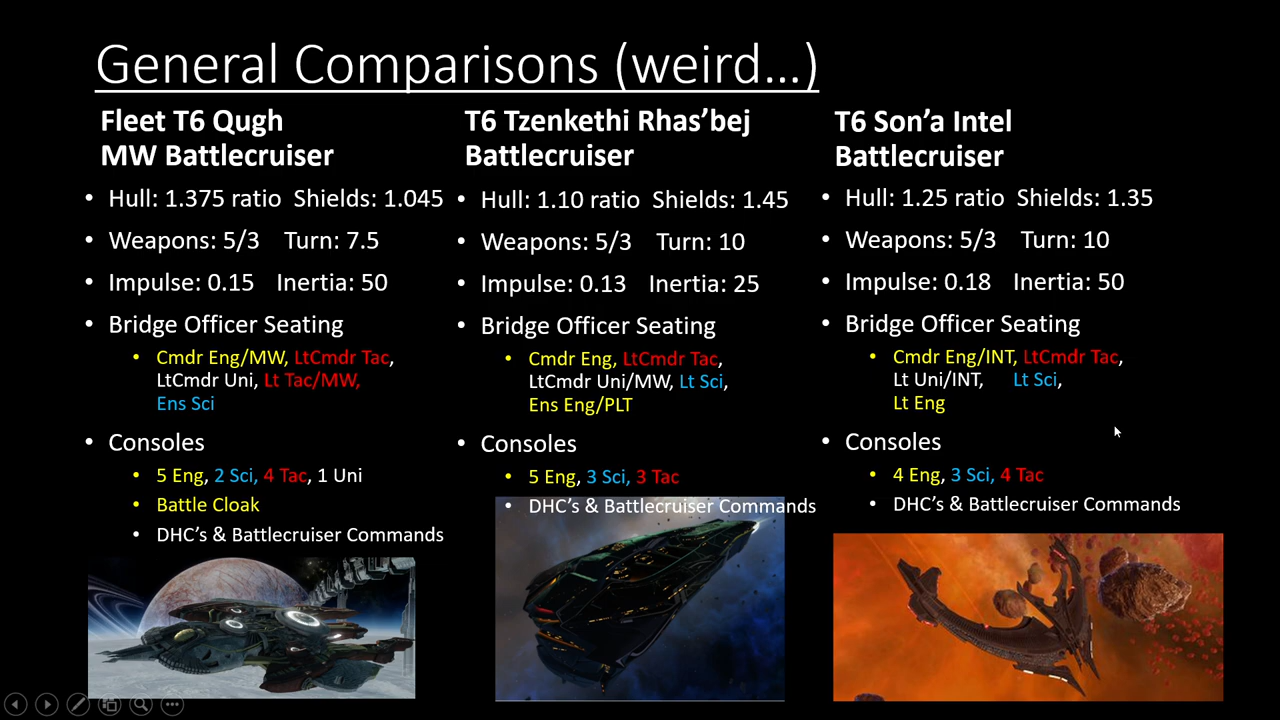 General Comparisons (weird…)
Fleet T6 Qugh
MW Battlecruiser
• Hull: 1.375 ratio Shields: 1.045
• Weapons: 5/3 Turn: 7.5
• Impulse: 0.15 Inertia: 50
• Bridge Officer Seating
• Cmdr Eng/MW, LtCmdr Tac,
LtCmdr Uni, Lt Tac/MW,
Ens Sci
• Consoles
• 5 Eng, 2 Sci, 4 Tac, 1 Uni
• Battle Cloak
• DHC's & Battlecruiser Commands
T6 Tzenkethi Rhas'bej
Battlecruiser
• Hull: 1.10 ratio Shields: 1.45
• Weapons: 5/3 Turn: 10
• Impulse: 0.13 Inertia: 25
• Bridge Officer Seating
• Cmdr Eng, LtCmdr Tac,
LtCmdr Uni/MW, Lt Sci,
Ens Eng/PLT
• Consoles
• 5 Eng, 3 Sci, 3 Tac
• DHC's & Battlecruiser Commands
T6 Son'a Intel
Battlecruiser
• Hull: 1.25 ratio Shields: 1.35
• Weapons: 5/3 Turn: 10
• Impulse: 0.18 Inertia: 50
• Bridge Officer Seating
• Cmdr Eng/INT, LtCmdr Tac,
Lt Uni/INT, Lt Sci,
Lt Eng
• Consoles
• 4 Eng, 3 Sci, 4 Tac
• DHC's & Battlecruiser Commands